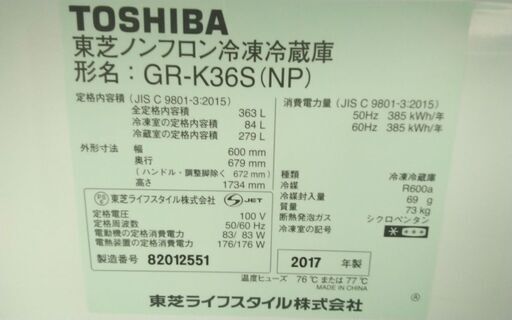 TOSHIBA
東芝ノンフロン冷凍冷蔵庫
形名：GR-K36S(NP)
定格内容積（JIS C 9801-3:2015）
全定格内容積 363 L
冷凍室の定格内容積 84 L
冷蔵室の定格内容積 279 L
外形寸法 幅 600 mm
奥行 679 mm
（ハンドル・調整脚除く 672 mm）
高さ 1734 mm
東芝ライフスタイル株式会社 JET
定格電圧 100 V
定格周波数 50/60 Hz
電動機の定格消費電力 83/ 83 W
電熱装置の定格消費電力 176/176 W
製造番号 82012551
消費電力量（JIS C 9801-3:2015）
50Hz 385 kWh/年
60Hz 385 kWh/年
種類 冷凍冷蔵庫
冷媒 R600a
冷媒封入量 69 g
質量 73 kg
断熱発泡ガス シクロペンタン
冷凍室の記号
2017 年製
温度ヒューズ 76℃または77℃
MADE IN CHINA
東芝ライフスタイル株式会社
Ⓐ